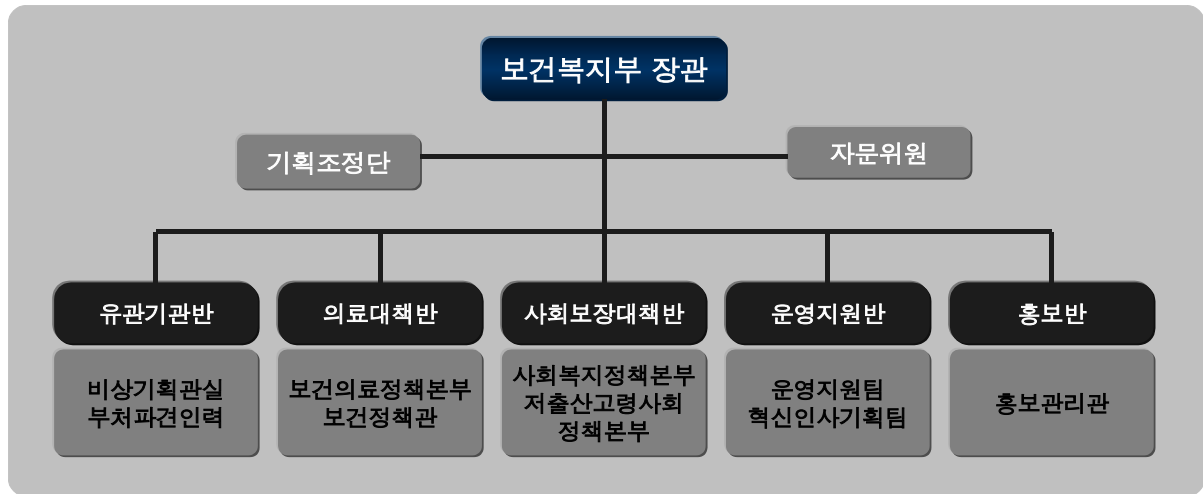 보건복지부 장관
기획조정단
자문위원
유관기관반
의료대책반
사회보장대책반
운영지원반
홍보반
비상기획관실
부처파견인력
보건의료정책본부
보건정책관
사회복지정책본부
저출산고령사회
정책본부
운영지원팀
혁신인사기획팀
홍보관리관